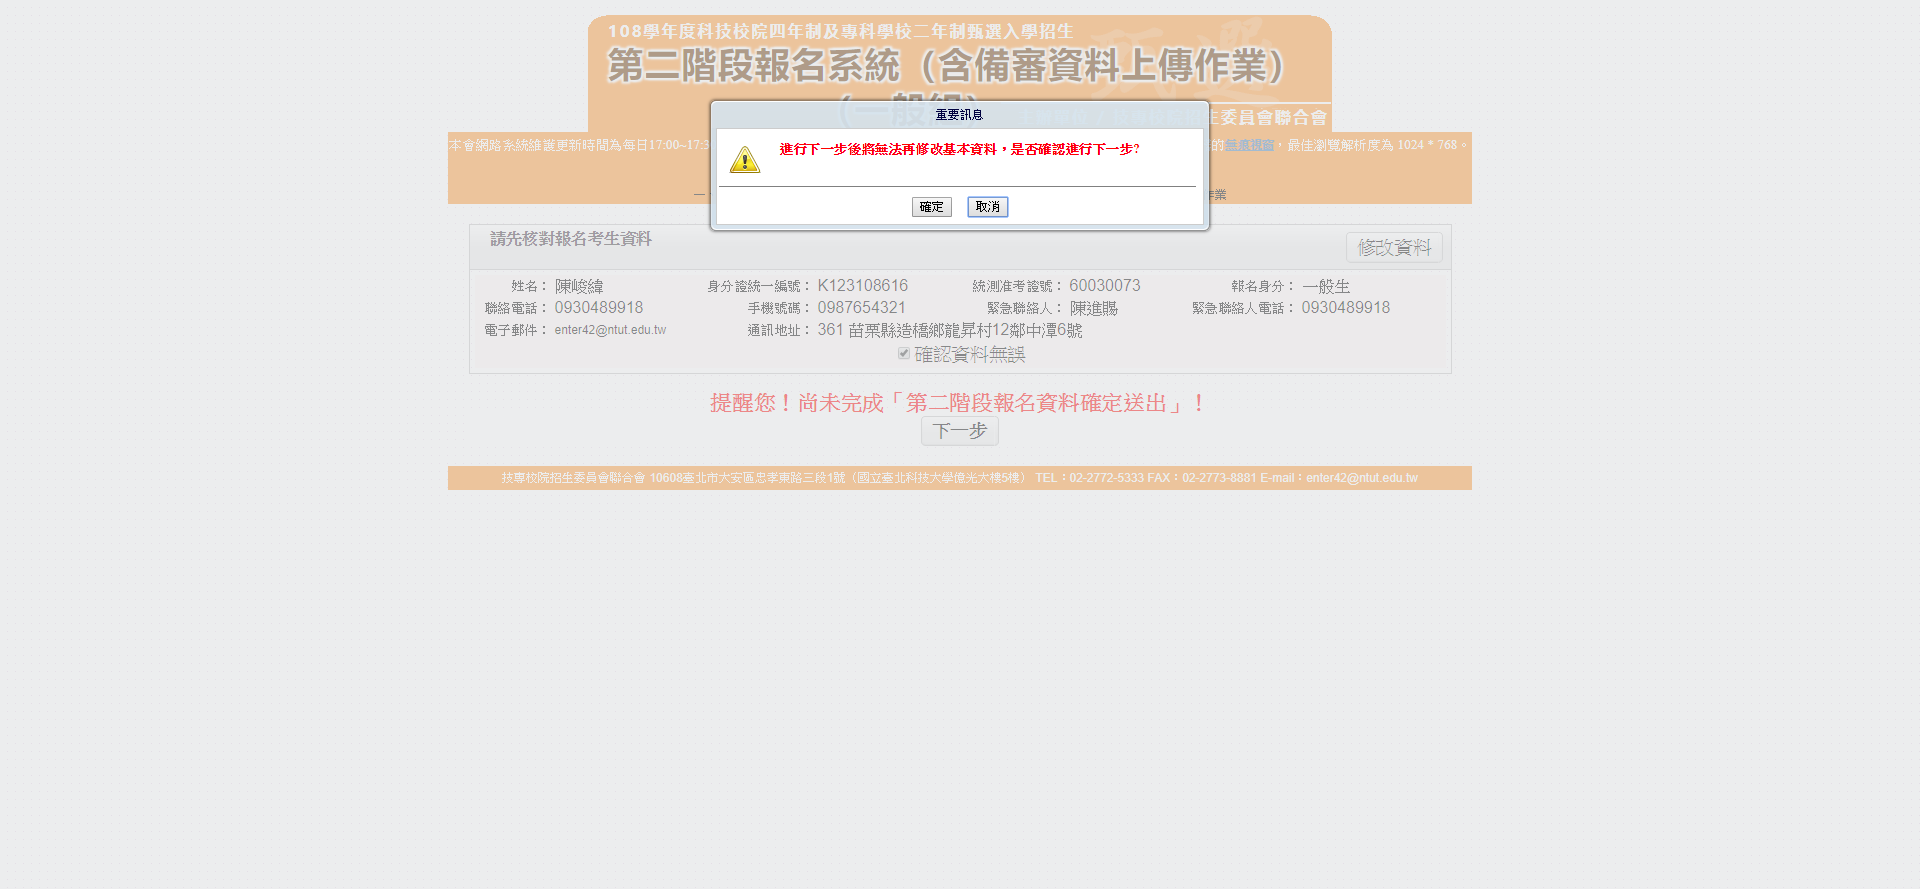 108學年度科技校院四年制及專科學校二年制甄選入學招生
第二階段報名系統（含備審資料上傳作業）
（一般組）
生委員會聯合會
重要訊息
本會網路系統維護更新時間為每日17:00~17:3
的無痕視窗，最佳瀏覽解析度為 1024 * 768。
進行下一步後將無法再修改基本資料，是否確認進行下一步?
一
作業
確定 取消
請先核對報名考生資料
修改資料
姓名： 陳峻緯 身分證統一編號： K123108616 統測准考證號： 60030073 報名身分： 一般生
聯絡電話： 0930489918 手機號碼： 0987654321 緊急聯絡人： 陳進賜 緊急聯絡人電話： 0930489918
電子郵件： enter42@ntut.edu.tw 通訊地址： 361 苗栗縣造橋鄉龍昇村12鄰中潭6號
確認資料無誤
提醒您！尚未完成「第二階段報名資料確定送出」！
下一步
技專校院招生委員會聯合會 10608臺北市大安區忠孝東路三段1號（國立臺北科技大學億光大樓5樓） TEL：02-2772-5333 FAX：02-2773-8881 E-mail：enter42@ntut.edu.tw